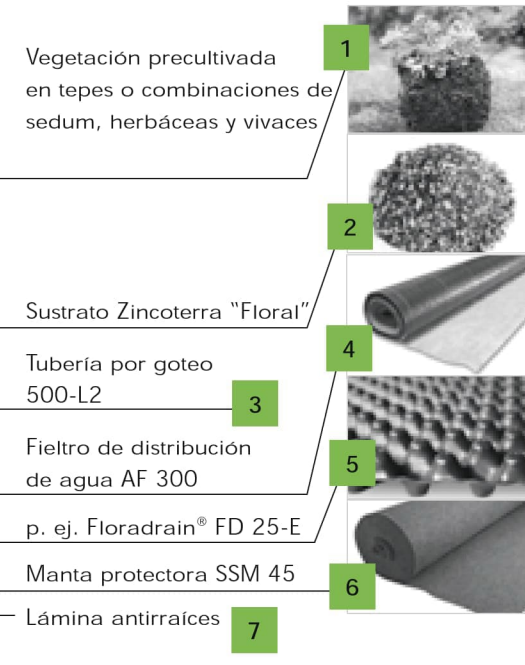 1
Vegetación precultivada
en tepes o combinaciones de
sedum, herbáceas y vivaces
2
Sustrato Zincoterra “Floral”
Tubería por goteo
500-L2
3
4
Fieltro de distribución
de agua AF 300
5
p. ej. Floradrain® FD 25-E
Manta protectora SSM 45
6
Lámina antirraíces
7